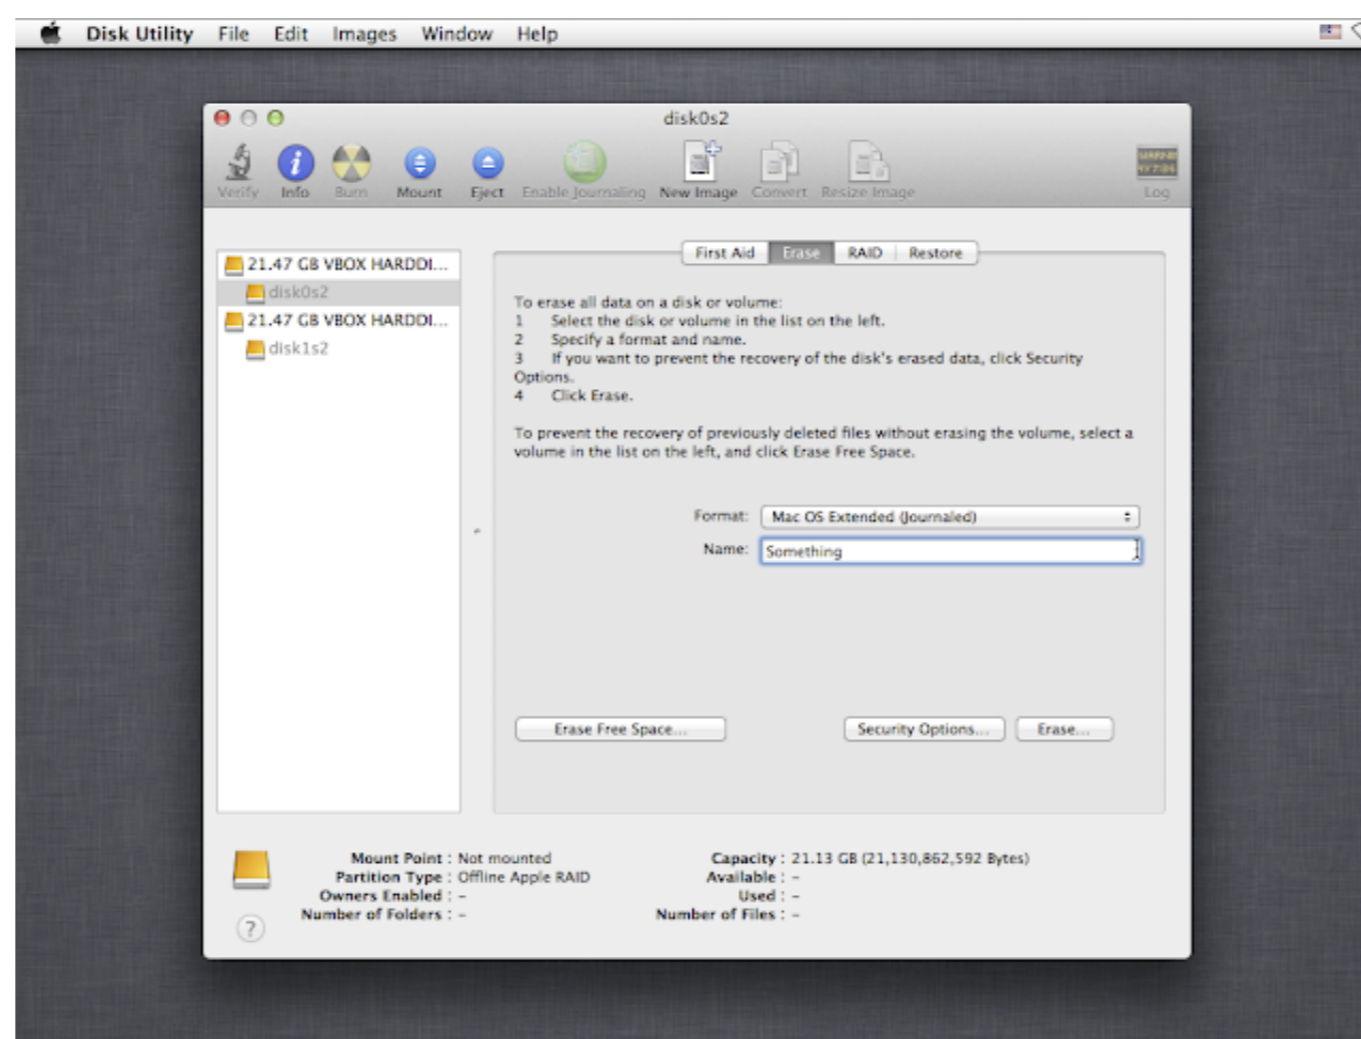 Disk Utility File Edit Images Window Help
disk0s2
Verify Info Burn Mount Eject Enable Journaling New Image Convert Resize Image Log
First Aid Erase RAID Restore
21.47 GB VBOX HARDDI...
disk0s2
21.47 GB VBOX HARDDI...
disk1s2
To erase all data on a disk or volume:
1 Select the disk or volume in the list on the left.
2 Specify a format and name.
3 If you want to prevent the recovery of the disk's erased data, click Security
Options.
4 Click Erase.
To prevent the recovery of previously deleted files without erasing the volume, select a
volume in the list on the left, and click Erase Free Space.
Format: Mac OS Extended (Journaled)
Name: Something
Erase Free Space... Security Options... Erase...
Mount Point : Not mounted Capacity : 21.13 GB (21,130,862,592 Bytes)
Partition Type : Offline Apple RAID Available : –
Owners Enabled : – Used : –
Number of Folders : – Number of Files : –
?